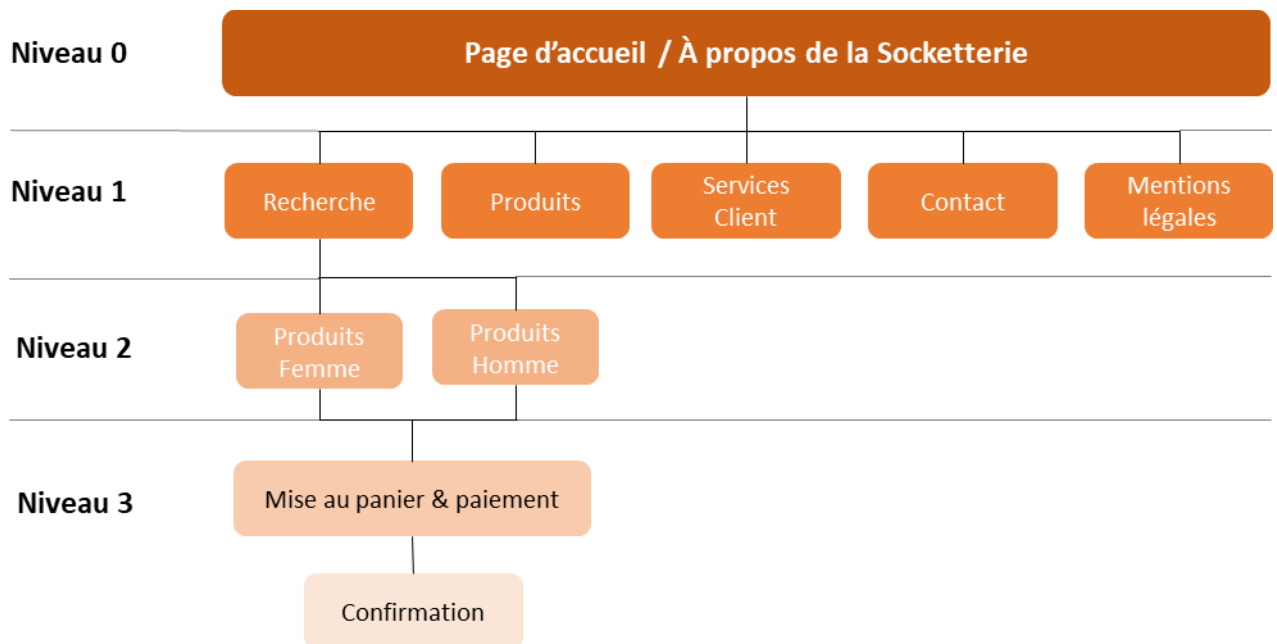 Niveau 0
Page d'accueil / À propos de la Socketterie
Niveau 1
Recherche
Produits
Services
Client
Contact
Mentions
légales
Niveau 2
Produits
Femme
Produits
Homme
Niveau 3
Mise au panier & paiement
Confirmation